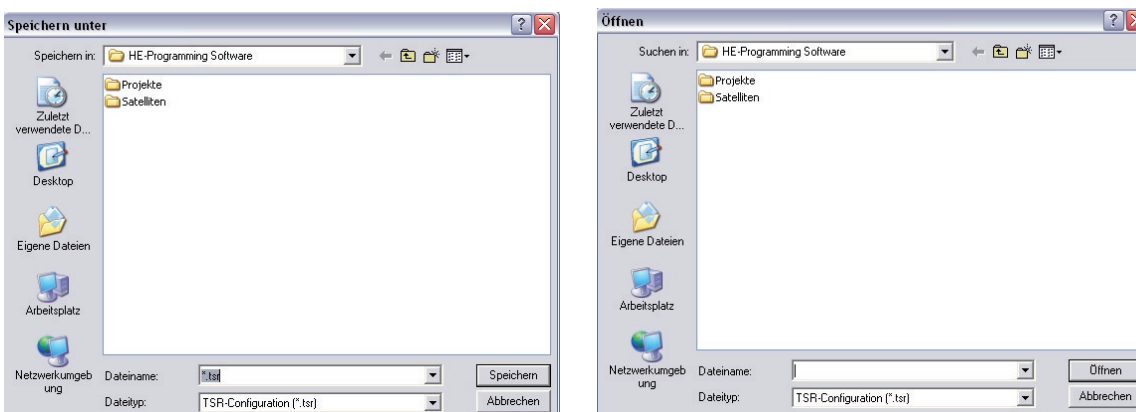 Speichern unter
Speichern in: HE-Programming Software
Projekte
Satelliten
Zuletzt
verwendete D...
Desktop
Eigene Dateien
Arbeitsplatz
Netzwerkumgeb
ung
Dateiname: *.tsr
Speichern
Dateityp: TSR-Configuration (*.tsr)
Abbrechen
Öffnen
Suchen in: HE-Programming Software
Projekte
Satelliten
Zuletzt
verwendete D...
Desktop
Eigene Dateien
Arbeitsplatz
Netzwerkumgeb
ung
Dateiname:
Öffnen
Dateityp: TSR-Configuration (*.tsr)
Abbrechen